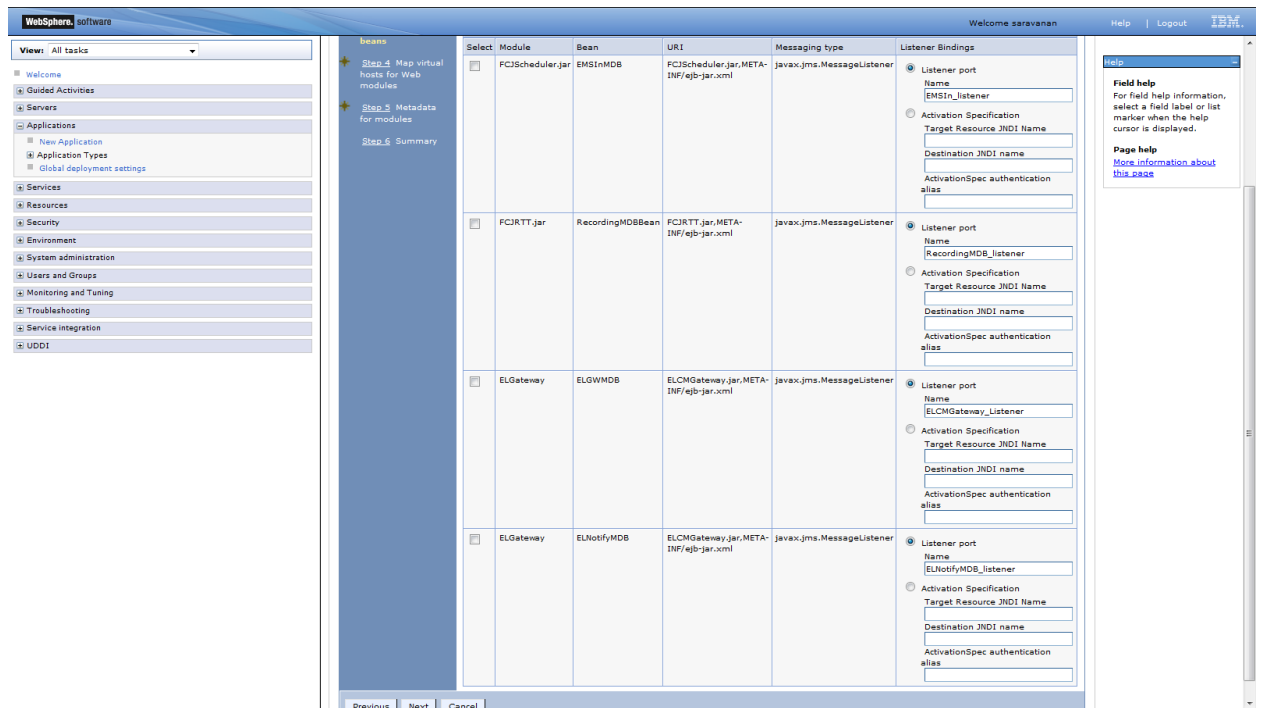 WebSphere. software
Welcome saravanan
Help | Logout
IBM.
View: All tasks
Welcome
Guided Activities
Servers
Applications
New Application
Application Types
Global deployment settings
Services
Resources
Security
Environment
System administration
Users and Groups
Monitoring and Tuning
Troubleshooting
Service integration
UDDI
beans
Step 4 Map virtual
hosts for Web
modules
Step 5 Metadata
for modules
Step 6 Summary
Select Module Bean URI Messaging type Listener Bindings
FCJScheduler.jar EMSInMDB FCJScheduler.jar,META- javax.jms.MessageListener
INF/ejb-jar.xml
Listener port
Name
EMSIn_listener
Activation Specification
Target Resource JNDI Name
Destination JNDI name
ActivationSpec authentication
alias
FCJRTT.jar RecordingMDBBean FCJRTT.jar,META- javax.jms.MessageListener
INF/ejb-jar.xml
Listener port
Name
RecordingMDB_listener
Activation Specification
Target Resource JNDI Name
Destination JNDI name
ActivationSpec authentication
alias
ELGateway ELGWMDB ELCMGateway.jar,META- javax.jms.MessageListener
INF/ejb-jar.xml
Listener port
Name
ELCMGateway_Listener
Activation Specification
Target Resource JNDI Name
Destination JNDI name
ActivationSpec authentication
alias
ELGateway ELNotifyMDB ELCMGateway.jar,META- javax.jms.MessageListener
INF/ejb-jar.xml
Listener port
Name
ELNotifyMDB_listener
Activation Specification
Target Resource JNDI Name
Destination JNDI name
ActivationSpec authentication
alias
Previous Next Cancel
Help
Field help
For field help information,
select a field label or list
marker when the help
cursor is displayed.
Page help
More information about
this page